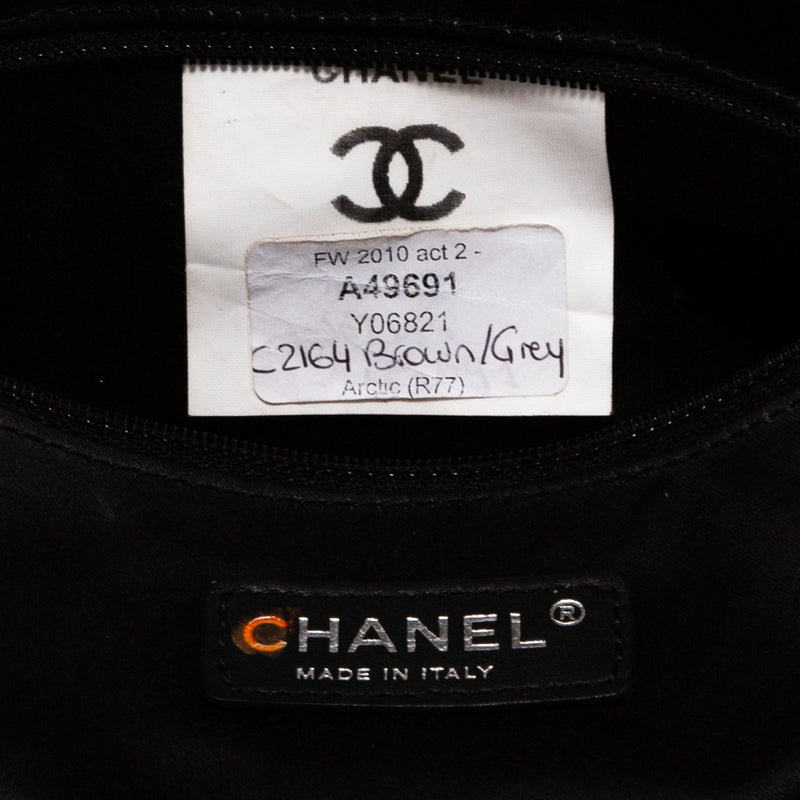 CHANEL
FW 2010 act 2 -
A49691
Y06821
C2164 Brown/Grey
Arctic (R77)
CHANEL®
MADE IN ITALY